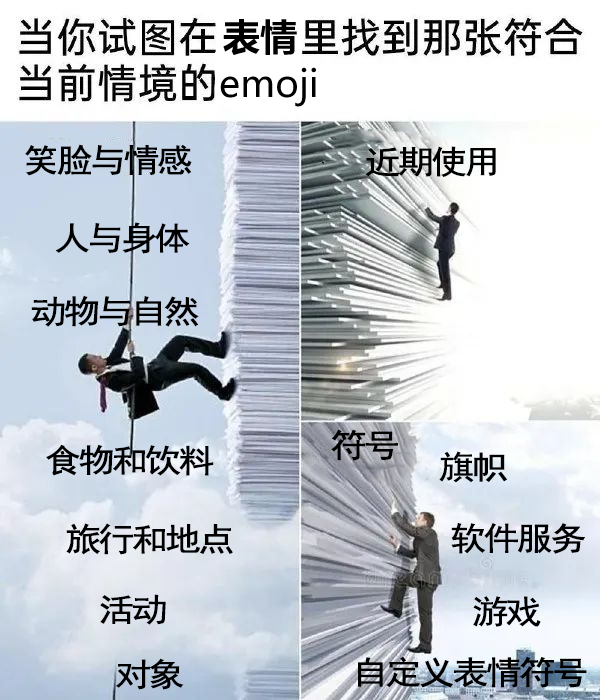 当你试图在表情里找到那张符合
当前情境的emoji
笑脸与情感
人与身体
动物与自然
食物和饮料
旅行和地点
活动
对象
近期使用
符号
旗帜
软件服务
游戏
自定义表情符号